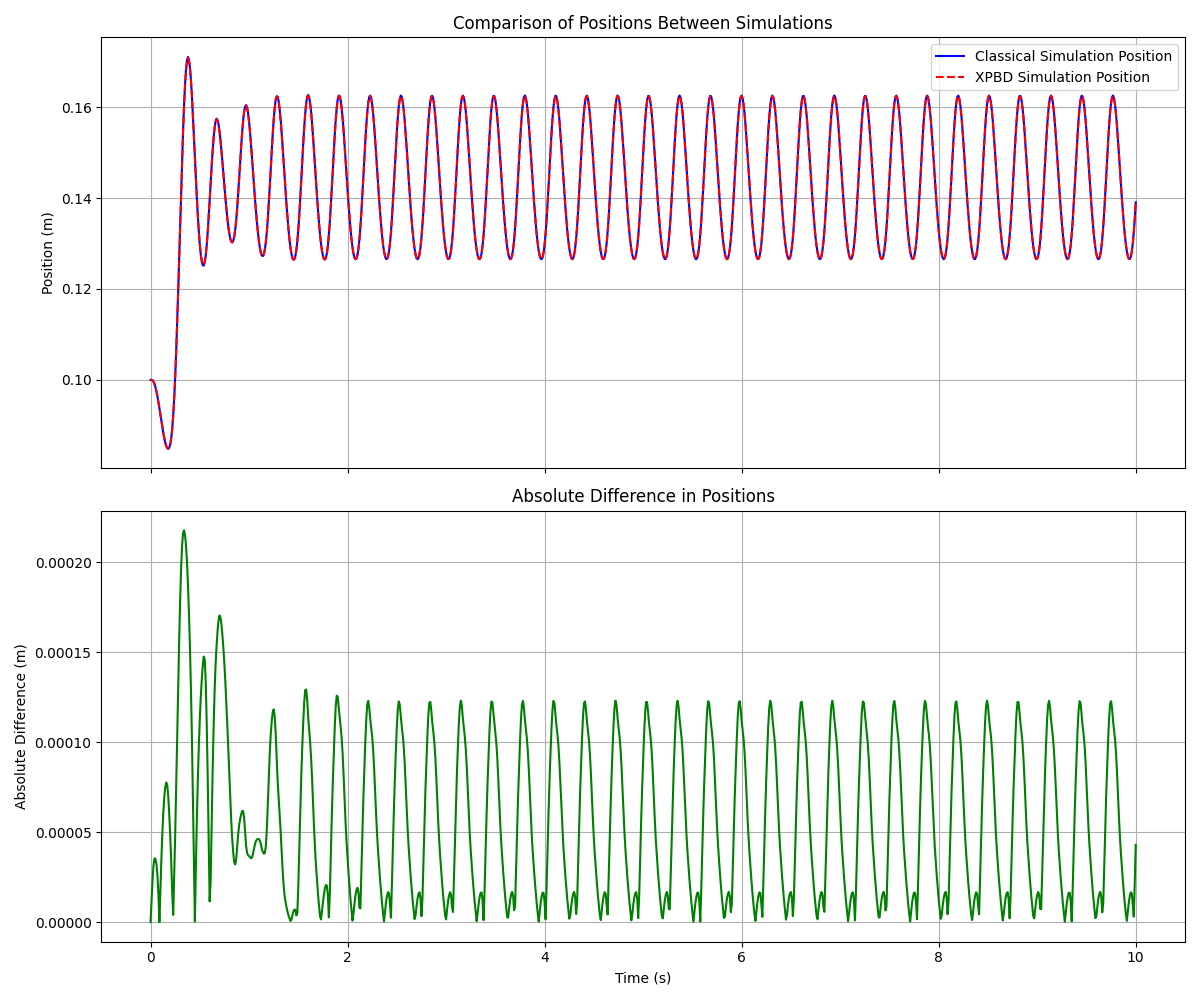 Comparison of Positions Between Simulations
Classical Simulation Position
XPBD Simulation Position
Position (m)
0.16
0.14
0.12
0.10
Absolute Difference in Positions
Absolute Difference (m)
0.00020
0.00015
0.00010
0.00005
0.00000
0 2 4 6 8 10
Time (s)